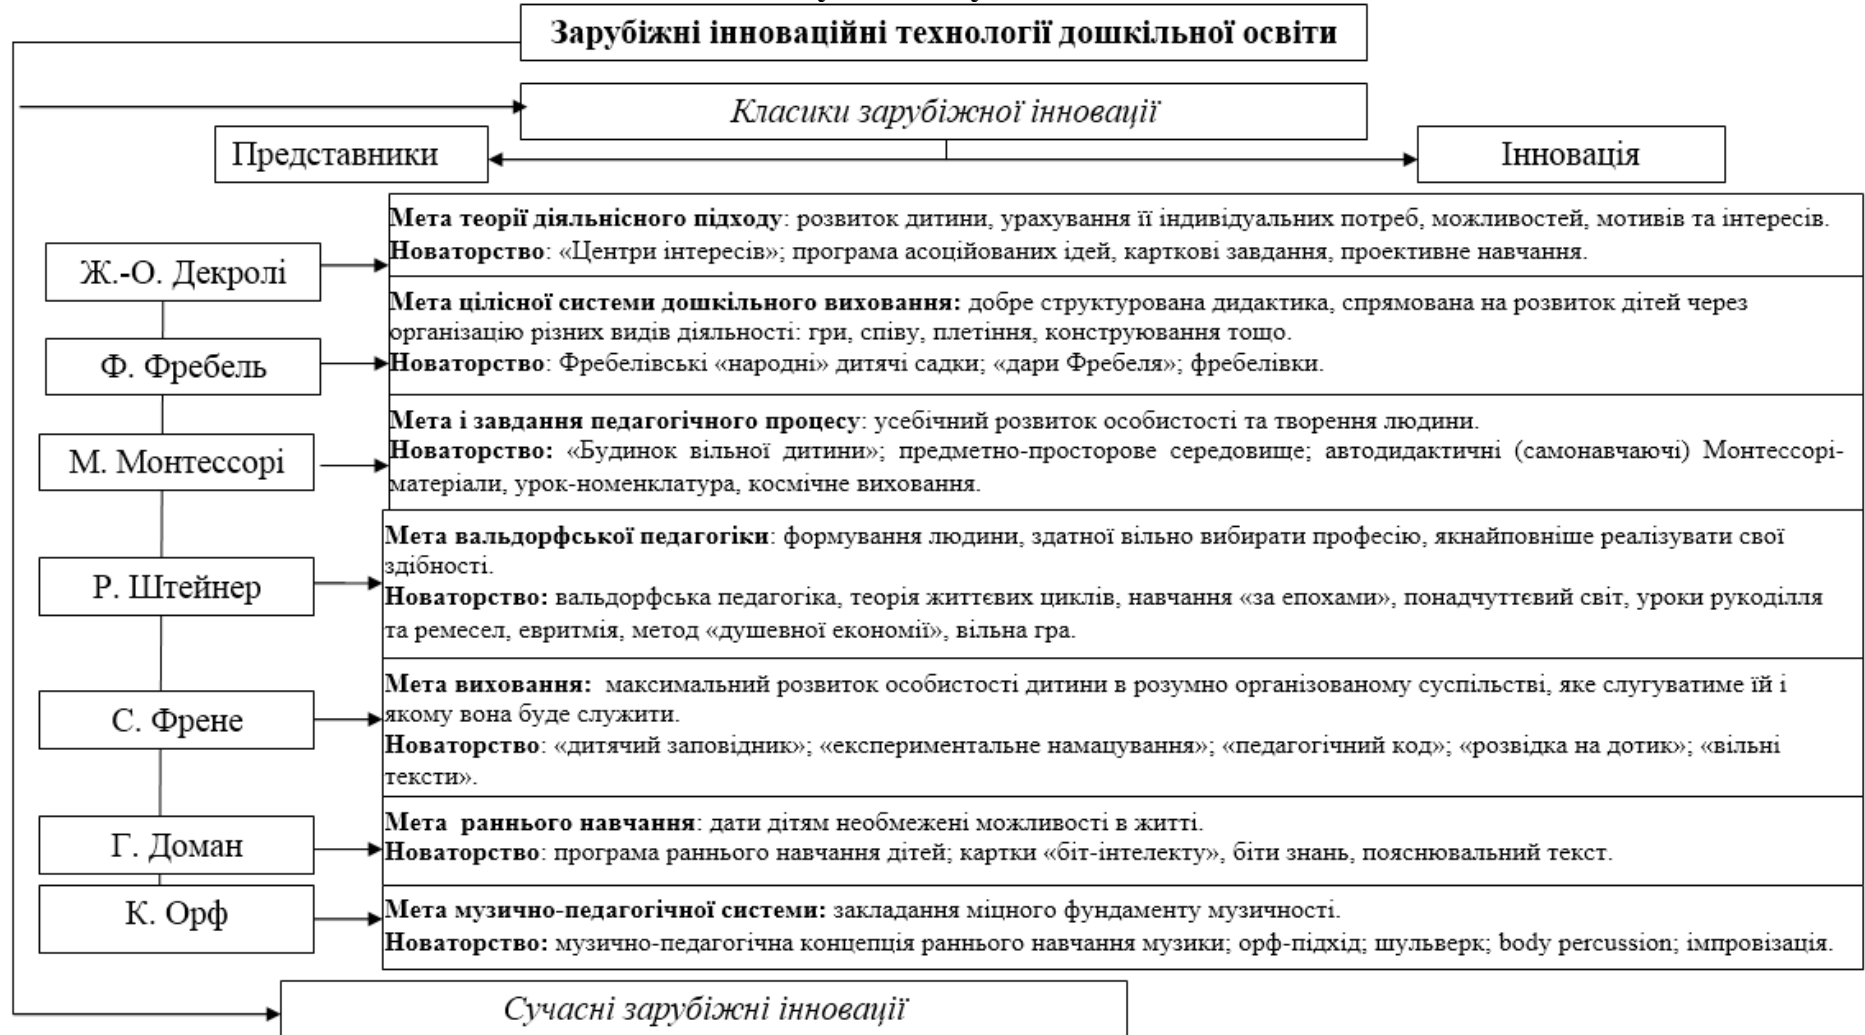 Зарубіжні інноваційні технології дошкільної освіти
Класики зарубіжної інновації
Представники
Інновація
Ж.-О. Декролі
Мета теорії діяльнісного підходу: розвиток дитини, урахування її індивідуальних потреб, можливостей, мотивів та інтересів.
Новаторство: «Центри інтересів»; програма асоційованих ідей, карткові завдання, проективне навчання.
Ф. Фребель
Мета цілісної системи дошкільного виховання: добре структурована дидактика, спрямована на розвиток дітей через
організацію різних видів діяльності: гри, співу, плетіння, конструювання тощо.
Новаторство: Фребелівські «народні» дитячі садки; «дари Фребеля»; фребелівки.
М. Монтессорі
Мета і завдання педагогічного процесу: усебічний розвиток особистості та творення людини.
Новаторство: «Будинок вільної дитини»; предметно-просторове середовище; автодидактичні (самонавчаючі) Монтессорі-
матеріали, урок-номенклатура, космічне виховання.
Р. Штейнер
Мета вальдорфської педагогіки: формування людини, здатної вільно вибирати професію, якнайповніше реалізувати свої
здібності.
Новаторство: вальдорфська педагогіка, теорія життєвих циклів, навчання «за епохами», понадчуттєвий світ, уроки рукоділля
та ремесел, евритмія, метод «душевної економії», вільна гра.
С. Френе
Мета виховання: максимальний розвиток особистості дитини в розумно організованому суспільстві, яке слугуватиме їй і
якому вона буде служити.
Новаторство: «дитячий заповідник»; «експериментальне намацування»; «педагогічний код»; «розвідка на дотик»; «вільні
тексти».
Г. Доман
Мета раннього навчання: дати дітям необмежені можливості в житті.
Новаторство: програма раннього навчання дітей; картки «біт-інтелекту», біти знань, пояснювальний текст.
К. Орф
Мета музично-педагогічної системи: закладання міцного фундаменту музичності.
Новаторство: музично-педагогічна концепція раннього навчання музики; орф-підхід; шульверк; body percussion; імпровізація.
Сучасні зарубіжні інновації